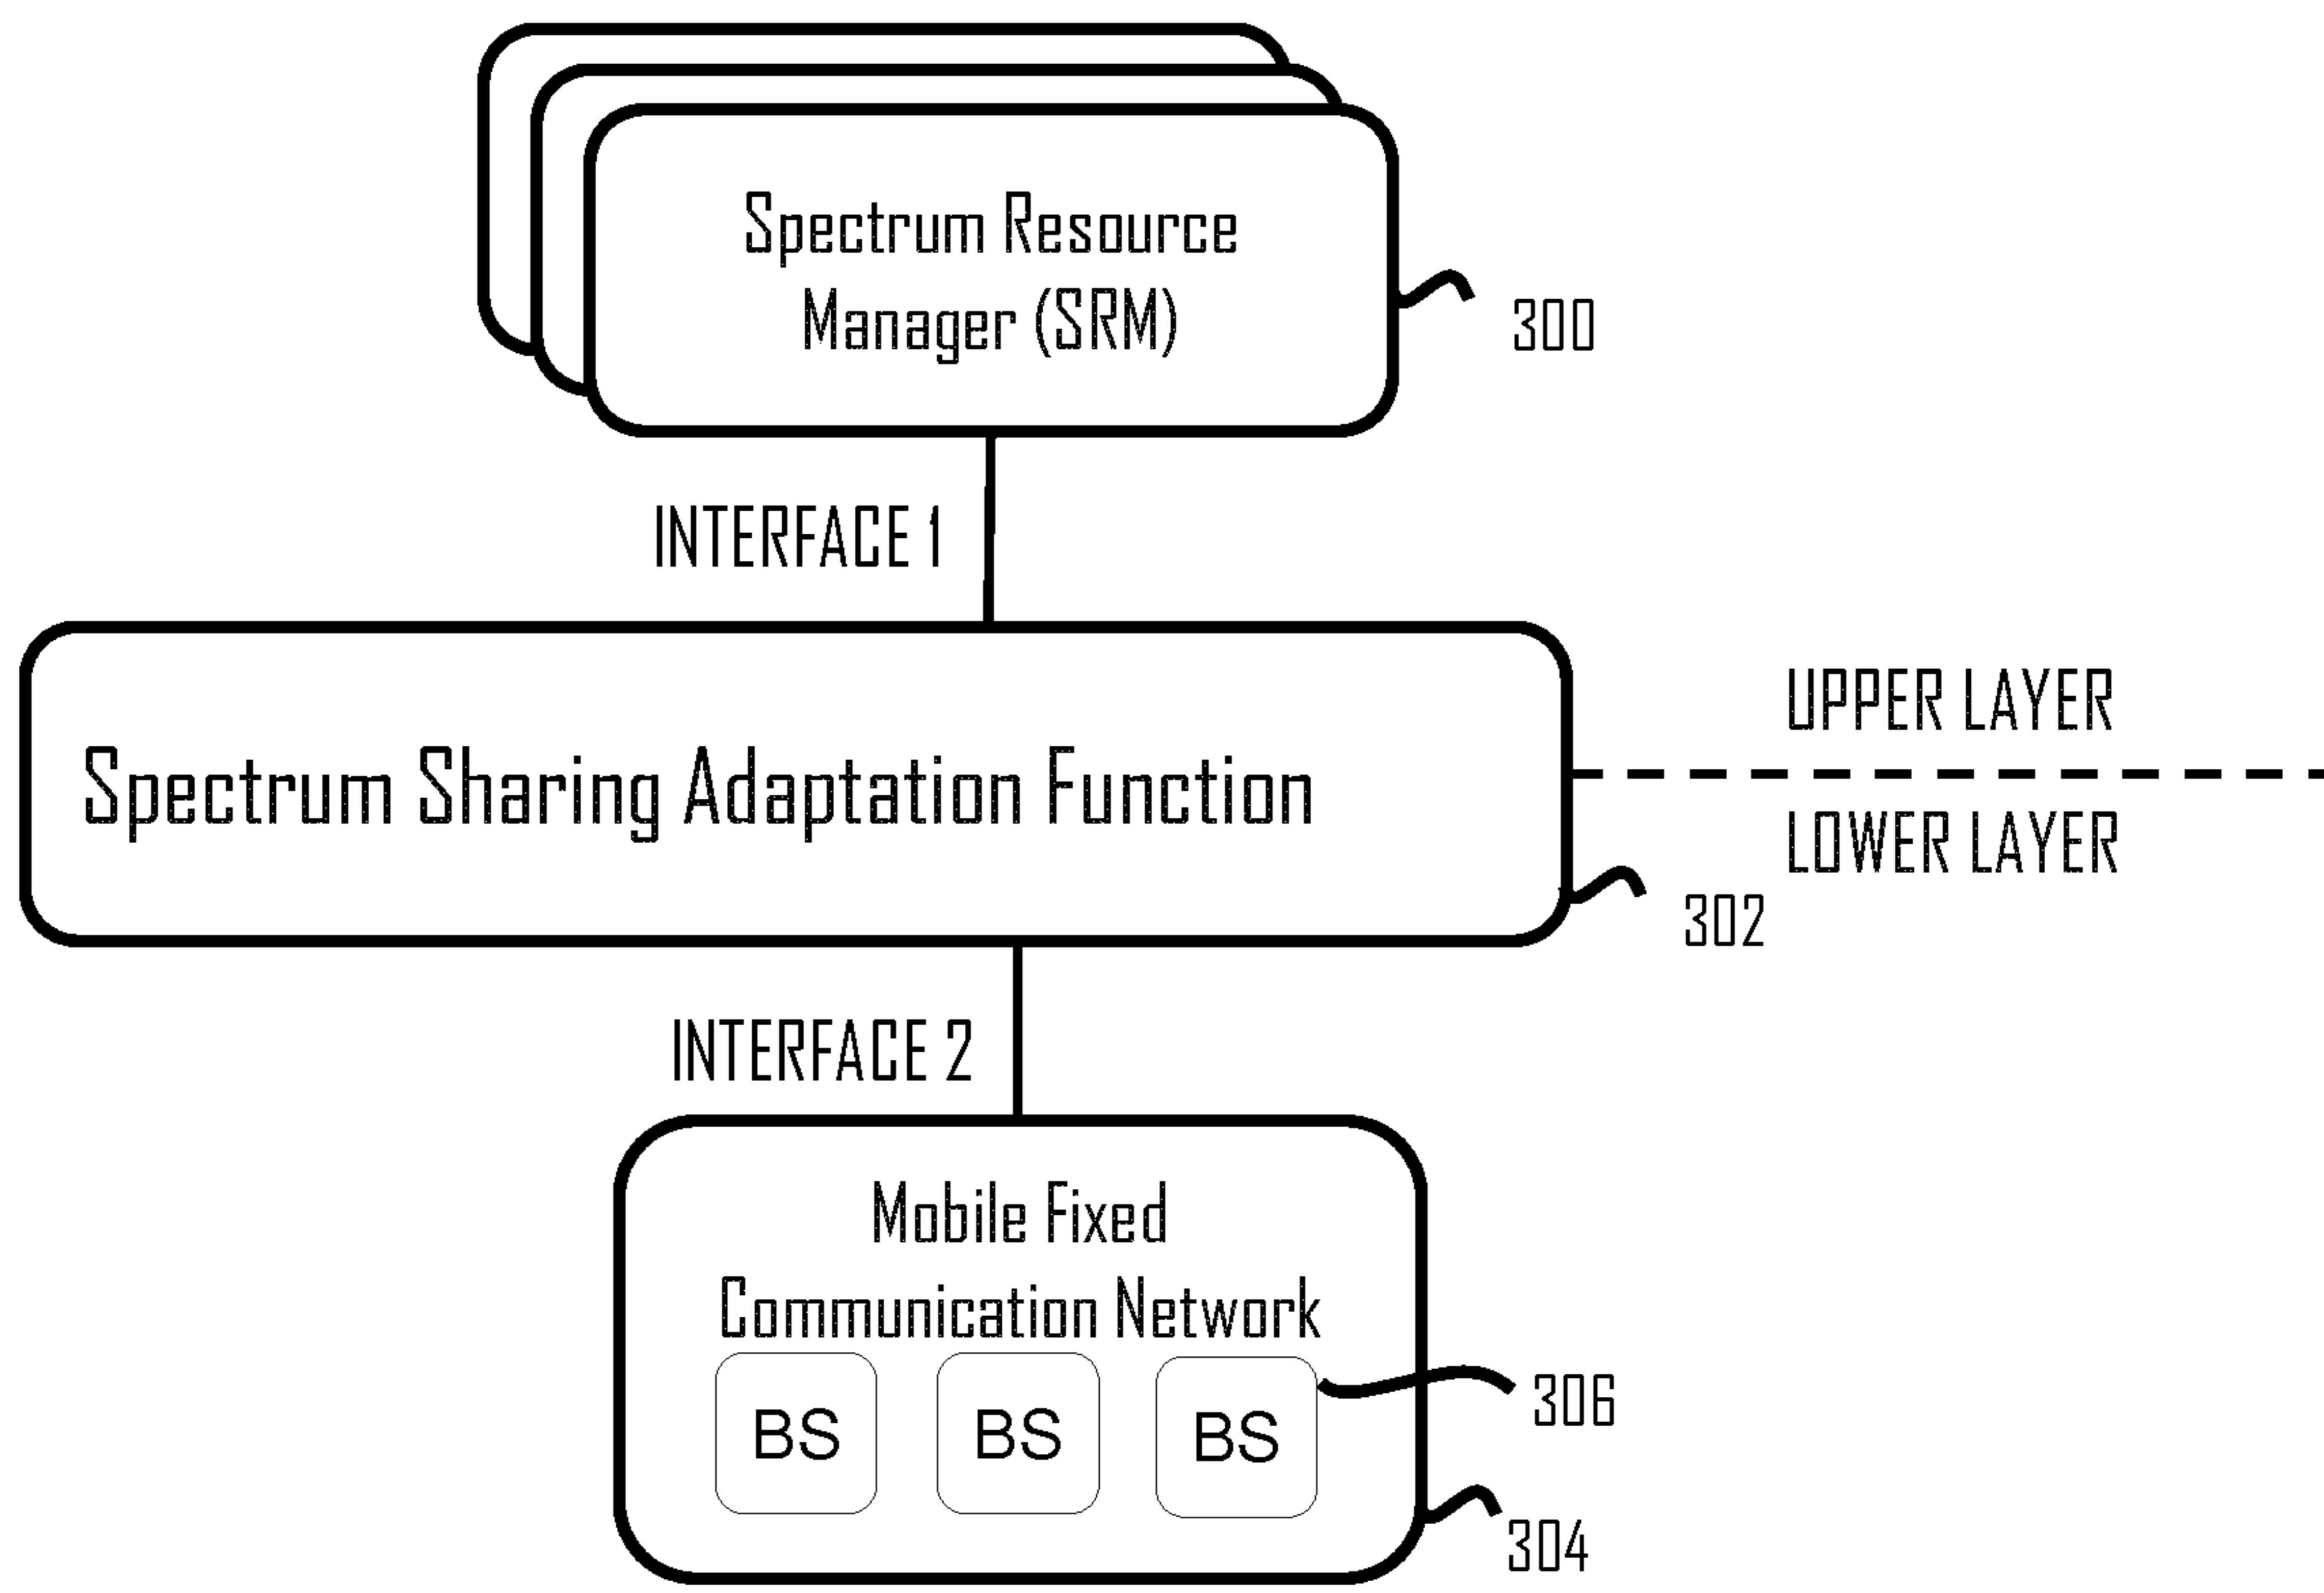 Spectrum Resource
Manager (SRM)
300
INTERFACE 1
UPPER LAYER
Spectrum Sharing Adaptation Function
LOWER LAYER
302
INTERFACE 2
Mobile Fixed
Communication Network
306
BS BS BS
304